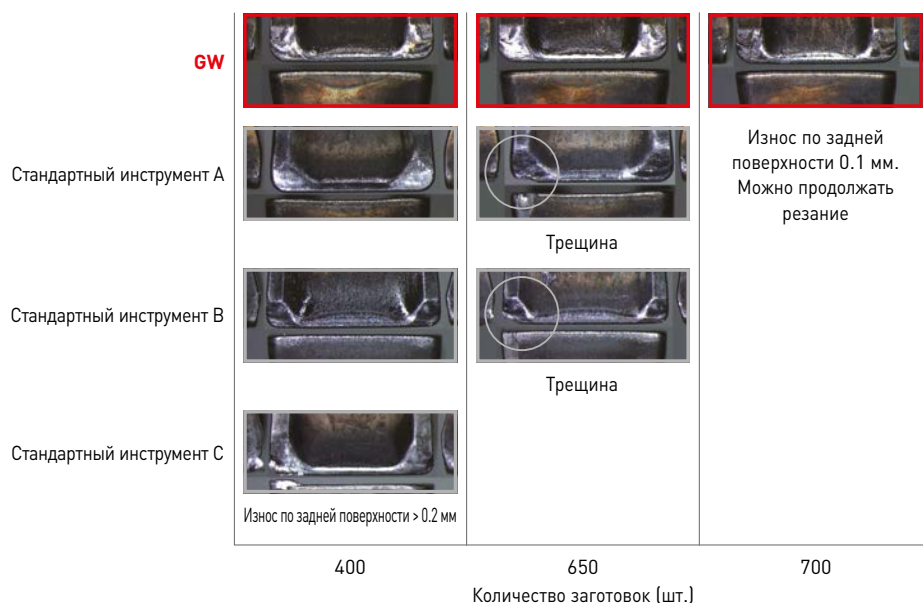 GW
Стандартный инструмент A
Износ по задней
поверхности 0.1 мм.
Можно продолжать
резание
Трещина
Стандартный инструмент B
Трещина
Стандартный инструмент C
Износ по задней поверхности > 0.2 мм
400
650
700
Количество заготовок (шт.)